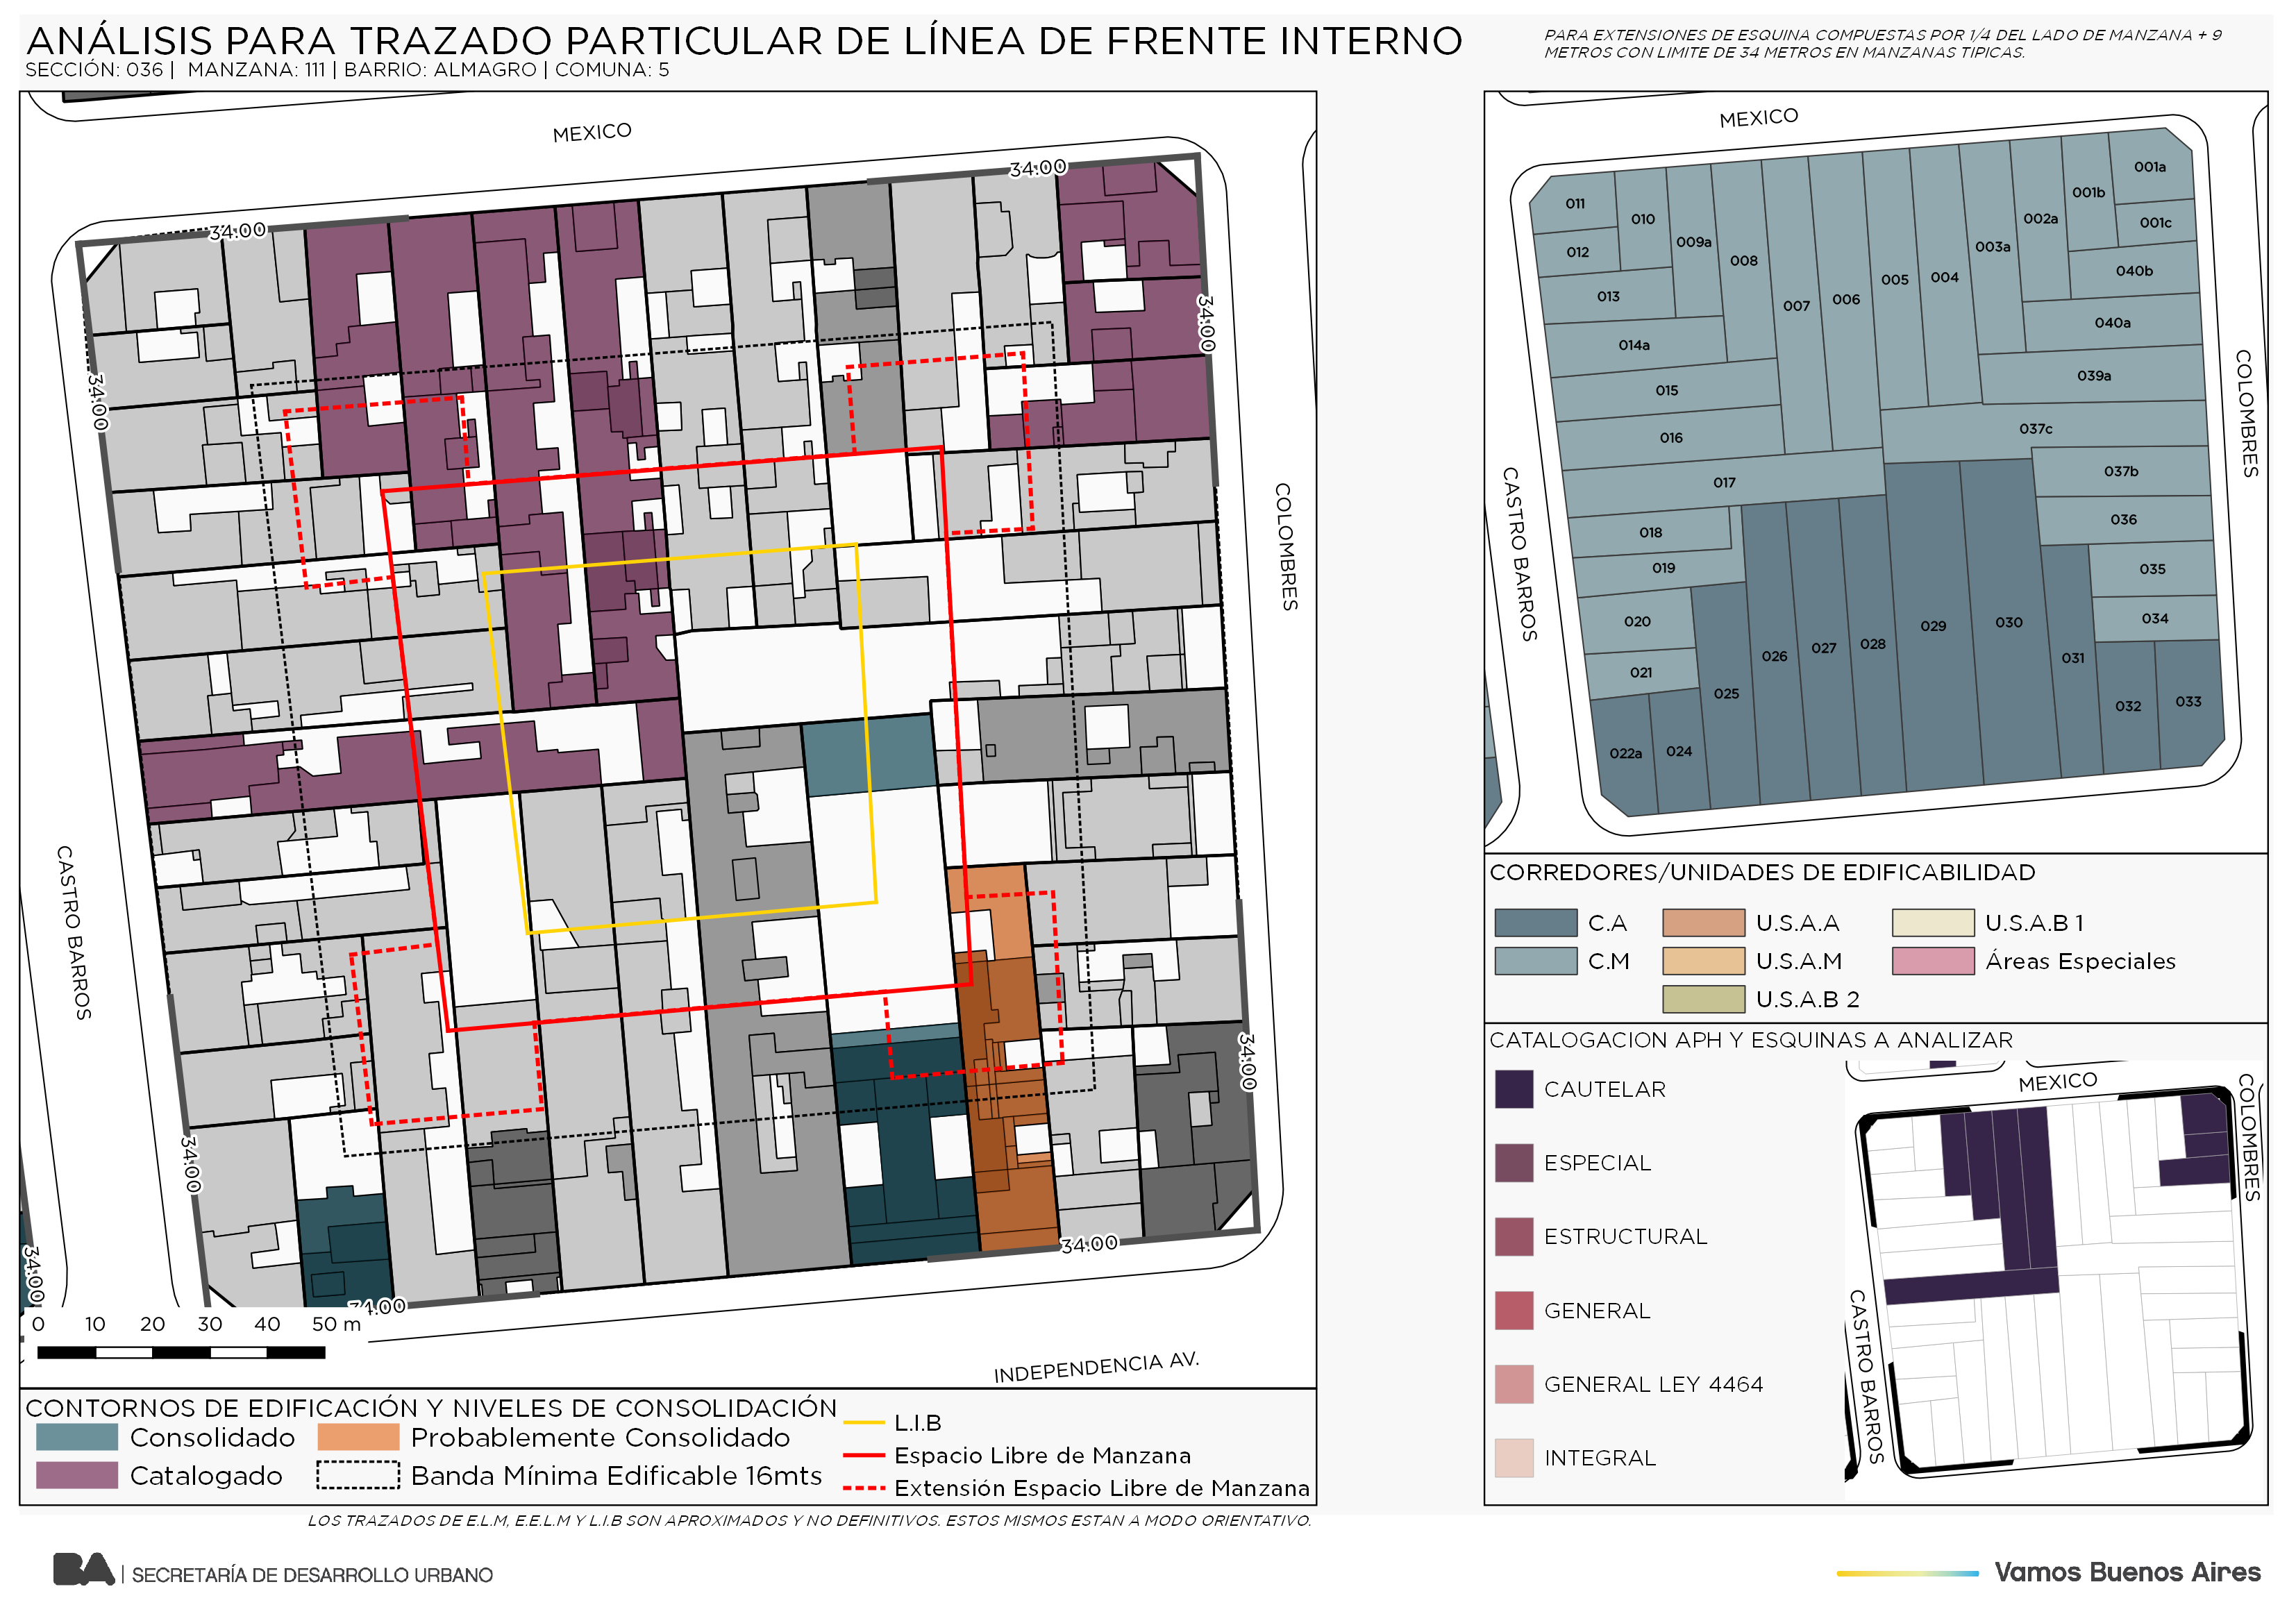 ANÁLISIS PARA TRAZADO PARTICULAR DE LÍNEA DE FRENTE INTERNO
SECCIÓN: 036 | MANZANA: 111 | BARRIO: ALMAGRO | COMUNA: 5
PARA EXTENSIONES DE ESQUINA COMPUESTAS POR 1/4 DEL LADO DE MANZANA + 9
METROS CON LIMITE DE 34 METROS EN MANZANAS TIPICAS.
MEXICO
34:00
34:00
34:00
34:00
COLOMBRES
CASTRO BARROS
34:00
34:00
34:00
34:00
34:00
INDEPENDENCIA AV.
0 10 20 30 40 50 m
CONTORNOS DE EDIFICACIÓN Y NIVELES DE CONSOLIDACIÓN
Consolidado
Probablemente Consolidado
Catalogado
Banda Mínima Edificable 16mts
L.I.B
Espacio Libre de Manzana
Extensión Espacio Libre de Manzana
LOS TRAZADOS DE E.L.M, E.E.L.M Y L.I.B SON APROXIMADOS Y NO DEFINITIVOS. ESTOS MISMOS ESTAN A MODO ORIENTATIVO.
MEXICO
COLOMBRES
CASTRO BARROS
011
010
009a
008
007
006
005
004
003a
002a
001b
001a
001c
012
013
014a
015
016
017
018
019
020
021
022a
024
025
026
027
028
029
030
031
032
033
034
035
036
037b
037c
039a
040a
040b
CORREDORES/UNIDADES DE EDIFICABILIDAD
C.A
U.S.A.A
U.S.A.B 1
C.M
U.S.A.M
Áreas Especiales
U.S.A.B 2
CATALOGACION APH Y ESQUINAS A ANALIZAR
CAUTELAR
ESPECIAL
ESTRUCTURAL
GENERAL
GENERAL LEY 4464
INTEGRAL
MEXICO
COLOMBRES
CASTRO BARROS
BA | SECRETARÍA DE DESARROLLO URBANO
Vamos Buenos Aires